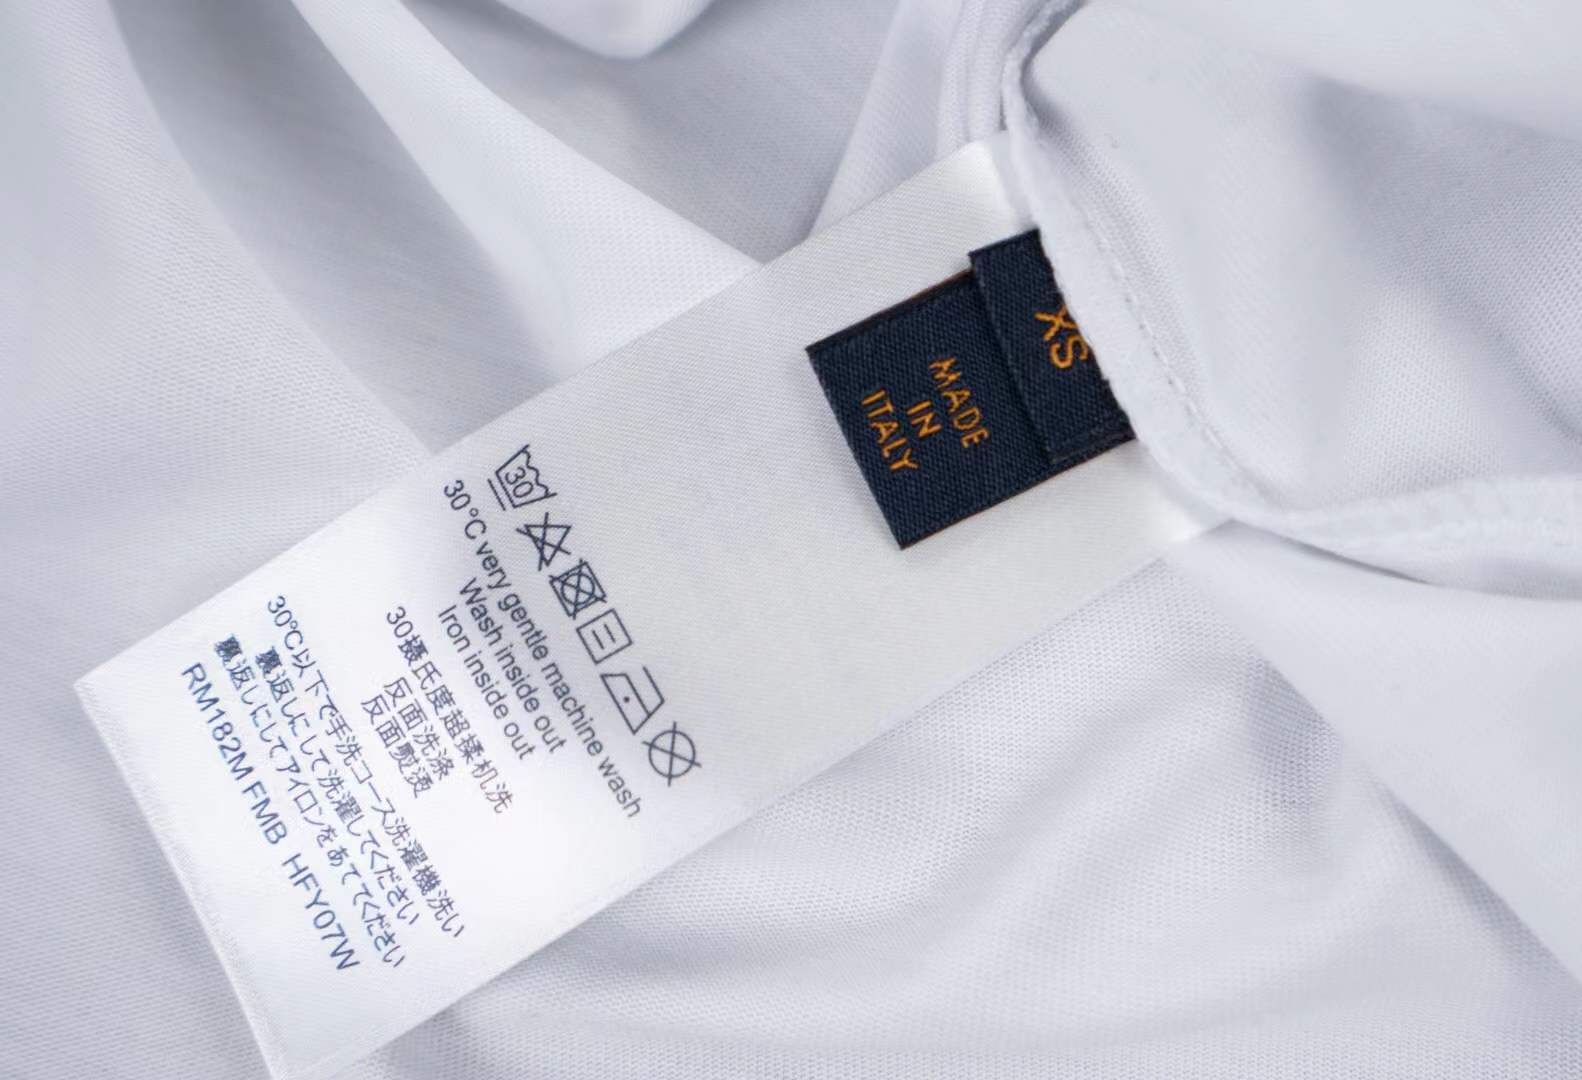 XS
MADE
IN
ITALY
30
30°C very gentle machine wash
Wash inside out
Iron inside out
30摄氏度超揉机洗
反面洗涤
反面熨烫
30℃以下で手洗コース洗濯機洗い
裏返しにして洗濯してください
裏返しにしてアイロンをあててください
RM182M FMB HFY07W